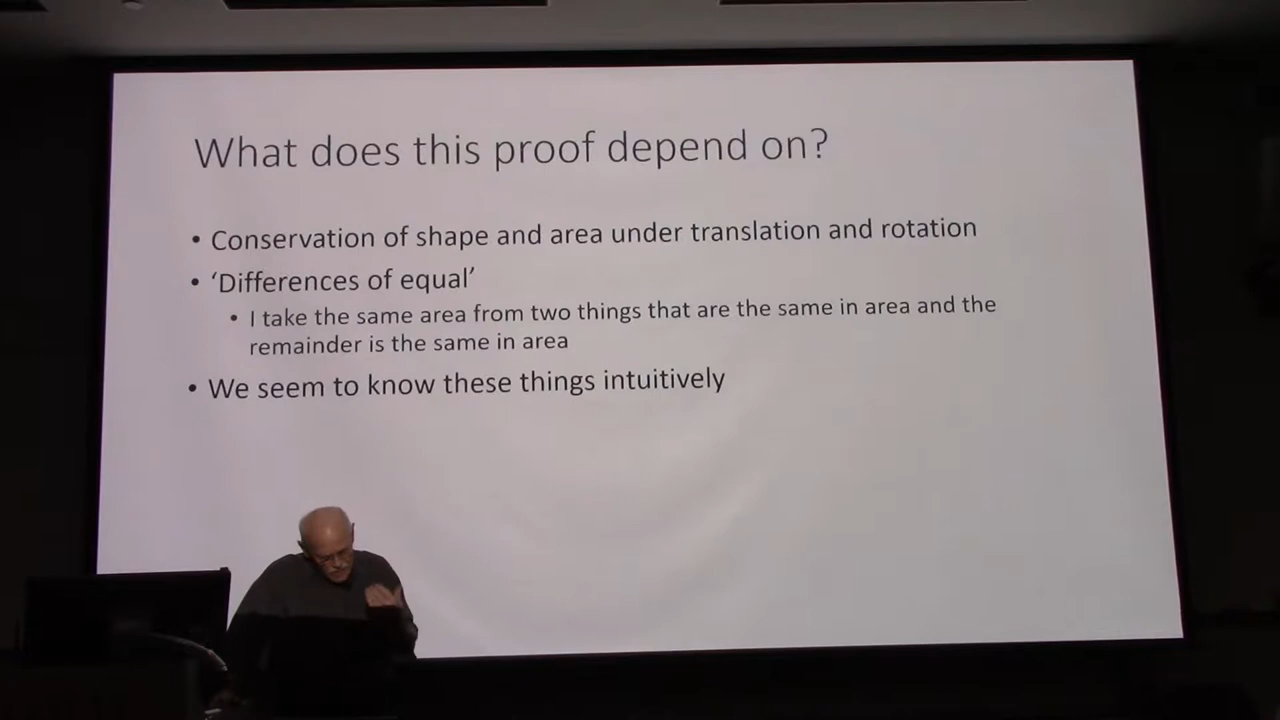 What does this proof depend on?
• Conservation of shape and area under translation and rotation
• ‘Differences of equal’
• I take the same area from two things that are the same in area and the
remainder is the same in area
• We seem to know these things intuitively